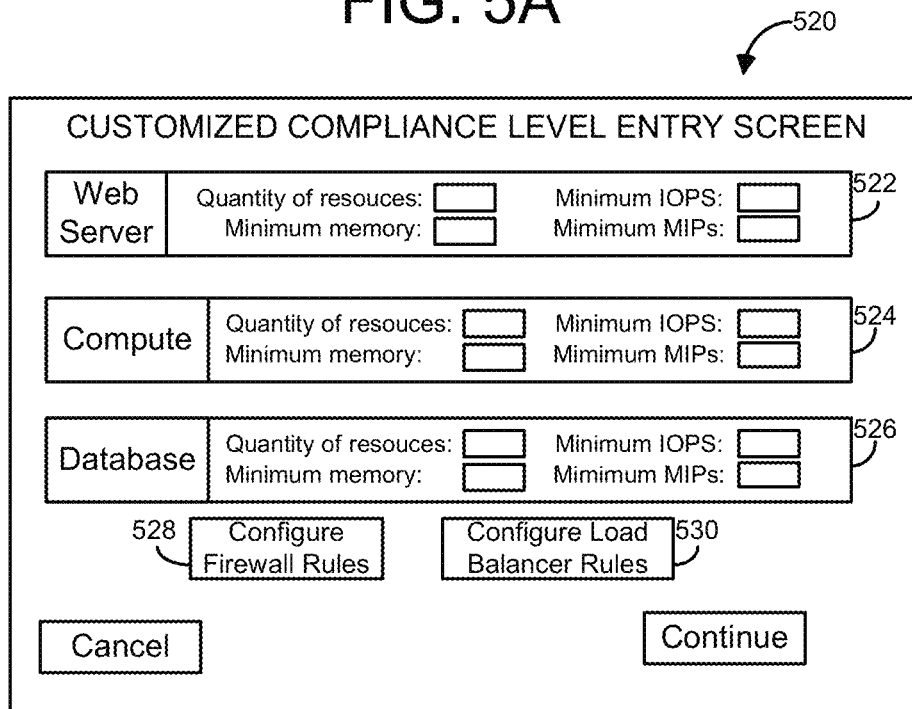 FIG. 5A
520
CUSTOMIZED COMPLIANCE LEVEL ENTRY SCREEN
Web Server
Quantity of resouces:
Minimum IOPS:
522
Minimum memory:
Mimimum MIPs:
Compute
Quantity of resouces:
Minimum IOPS:
524
Minimum memory:
Mimimum MIPs:
Database
Quantity of resouces:
Minimum IOPS:
526
Minimum memory:
Mimimum MIPs:
528
Configure
Firewall Rules
Configure Load
Balancer Rules
530
Cancel
Continue